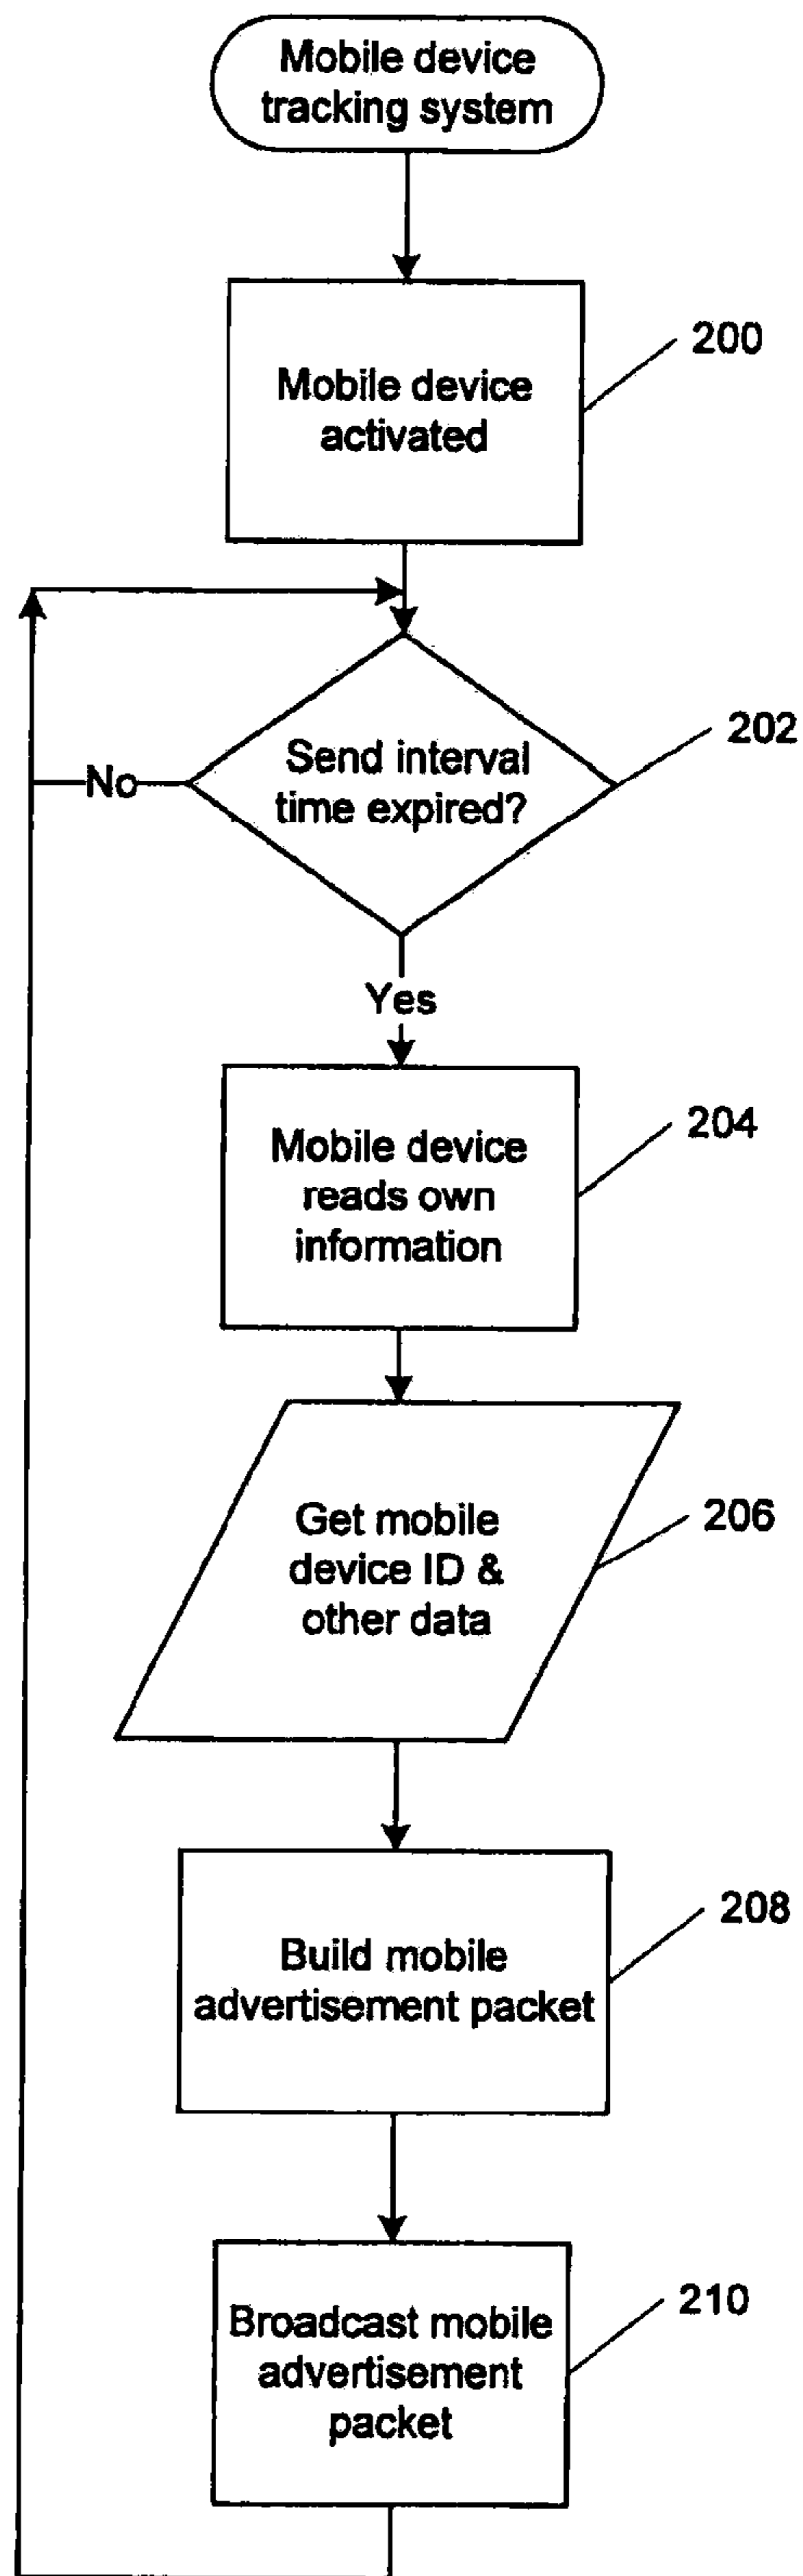 Mobile device
tracking system
200
Mobile device
activated
202
Send interval
time expired?
No
Yes
204
Mobile device
reads own
information
206
Get mobile
device ID &
other data
208
Build mobile
advertisement packet
210
Broadcast mobile
advertisement
packet